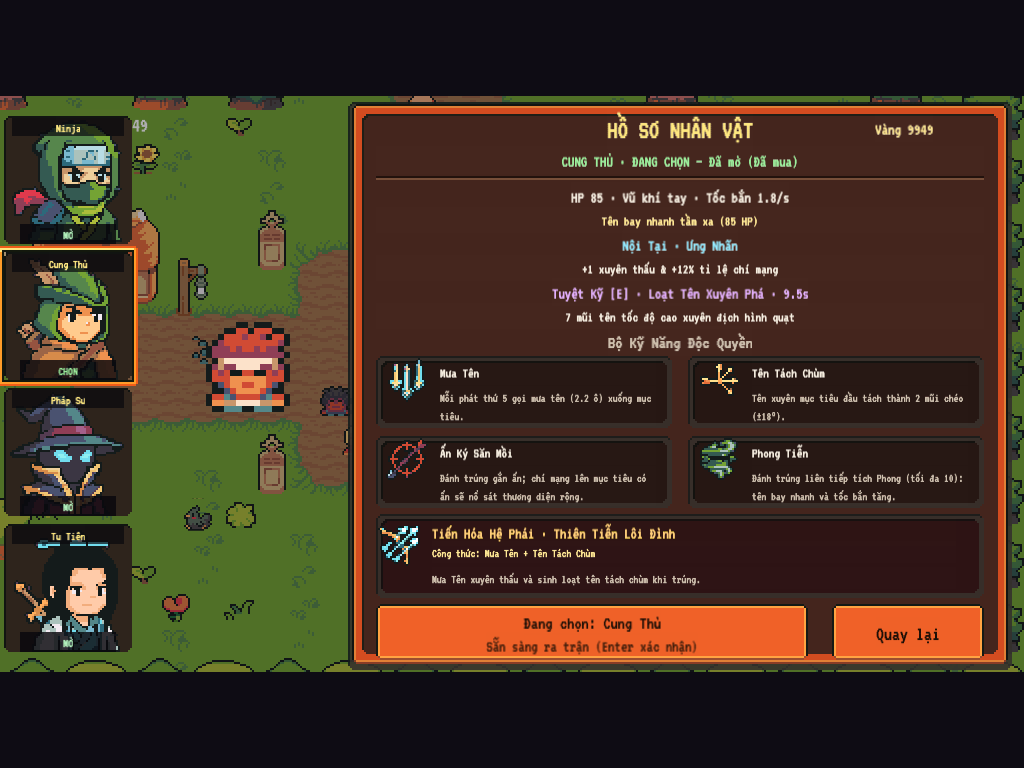 Ninja
MỞ
49
Cung Thủ
CHỌN
Pháp Sư
MỞ
Tu Tiên
MỞ
HỒ SƠ NHÂN VẬT
Vàng 9949
CUNG THỦ · ĐANG CHỌN - Đã mở (Đã mua)
HP 85 · Vũ khí tay · Tốc bắn 1.8/s
Tên bay nhanh tầm xa (85 HP)
Nội Tại · Ưng Nhãn
+1 xuyên thấu & +12% tỉ lệ chí mạng
Tuyệt Kỹ [E] · Loạt Tên Xuyên Phá · 9.5s
7 mũi tên tốc độ cao xuyên địch hình quạt
Bộ Kỹ Năng Độc Quyền
Mưa Tên
Mỗi phát thứ 5 gọi mưa tên (2.2 ô) xuống mục
tiêu.
Tên Tách Chùm
Tên xuyên mục tiêu đầu tách thành 2 mũi chéo
(±18°).
Ấn Ký Săn Mồi
Đánh trúng gắn ấn; chí mạng lên mục tiêu có
ấn sẽ nổ sát thương diện rộng.
Phong Tiễn
Đánh trúng liên tiếp tích Phong (tối đa 10):
tên bay nhanh và tốc bắn tăng.
Tiến Hóa Hệ Phái · Thiên Tiễn Lôi Đình
Công thức: Mưa Tên + Tên Tách Chùm
Mưa Tên xuyên thấu và sinh loạt tên tách chùm khi trúng.
Đang chọn: Cung Thủ
Sẵn sàng ra trận (Enter xác nhận)
Quay lại